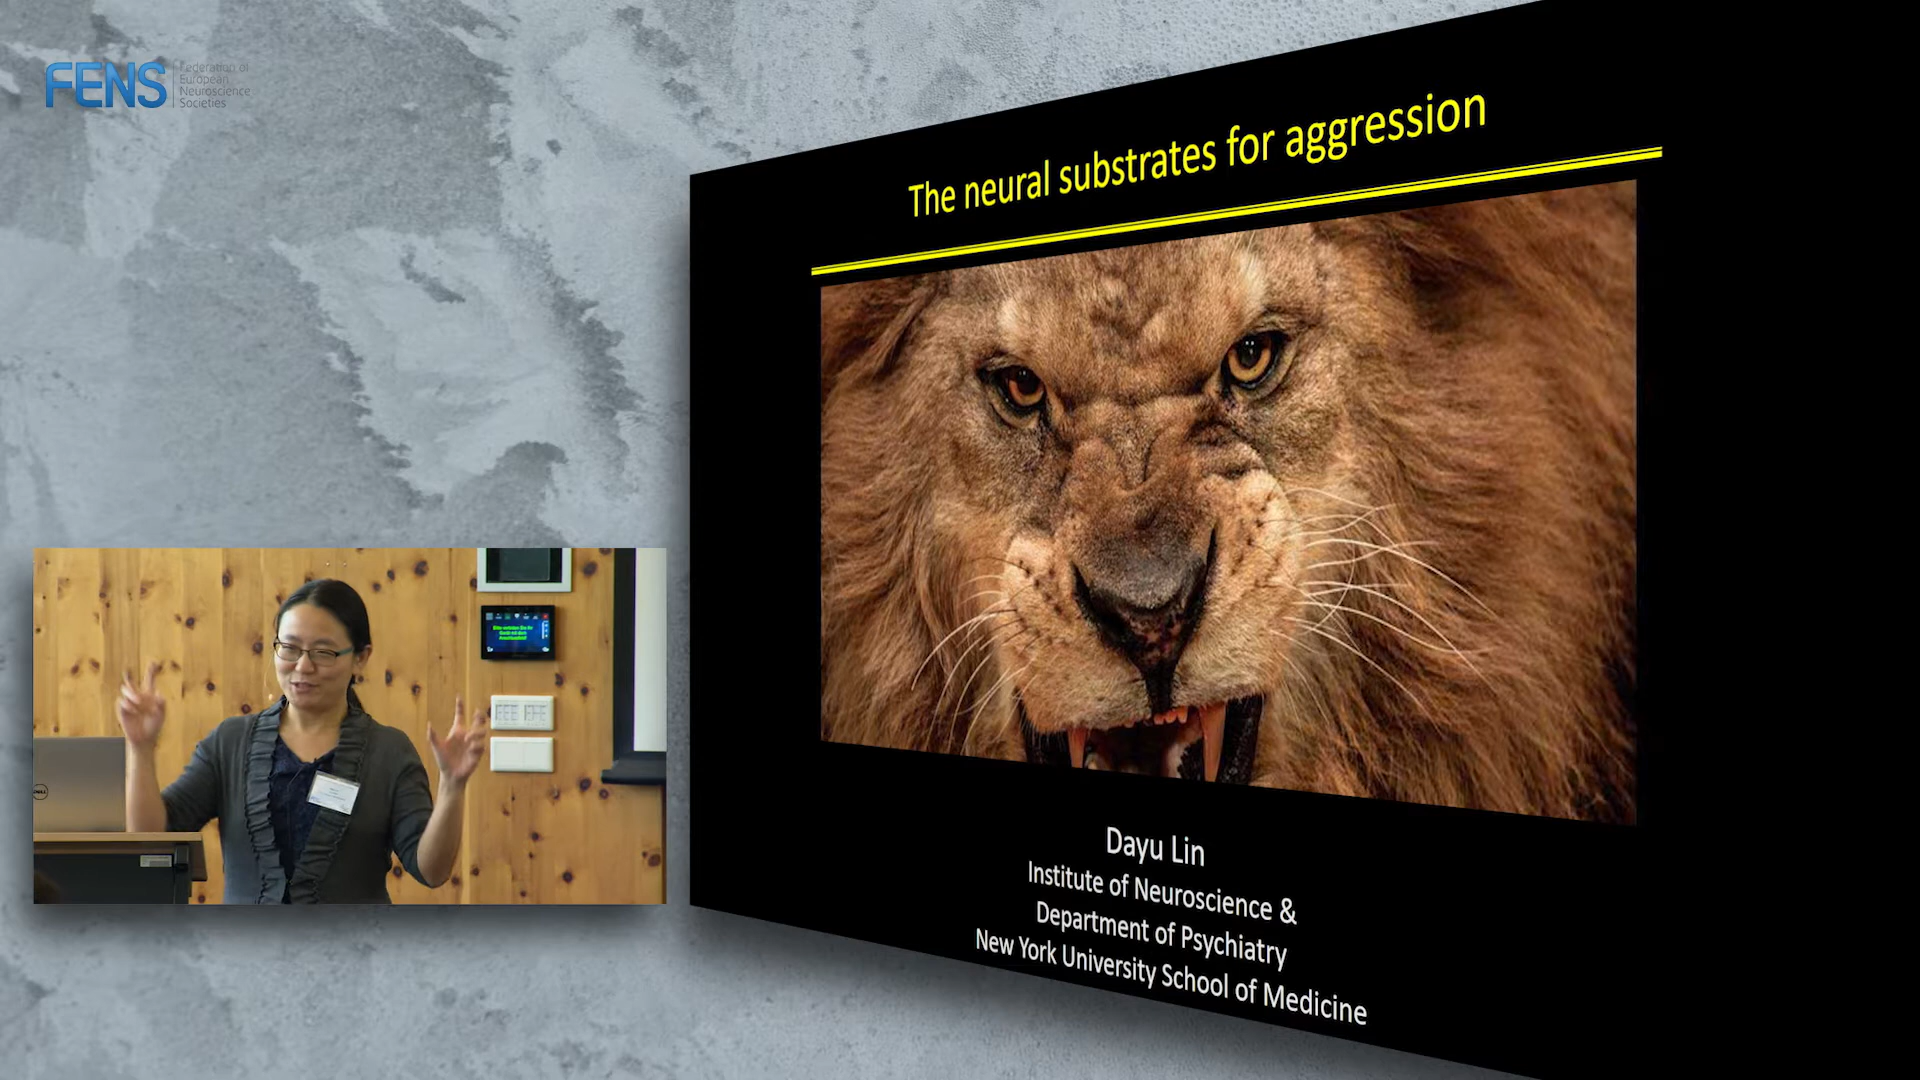 FENS
Federation of
European
Neuroscience
Societies
The neural substrates for aggression
Dayu Lin
Institute of Neuroscience &
Department of Psychiatry
New York University School of Medicine
DELL